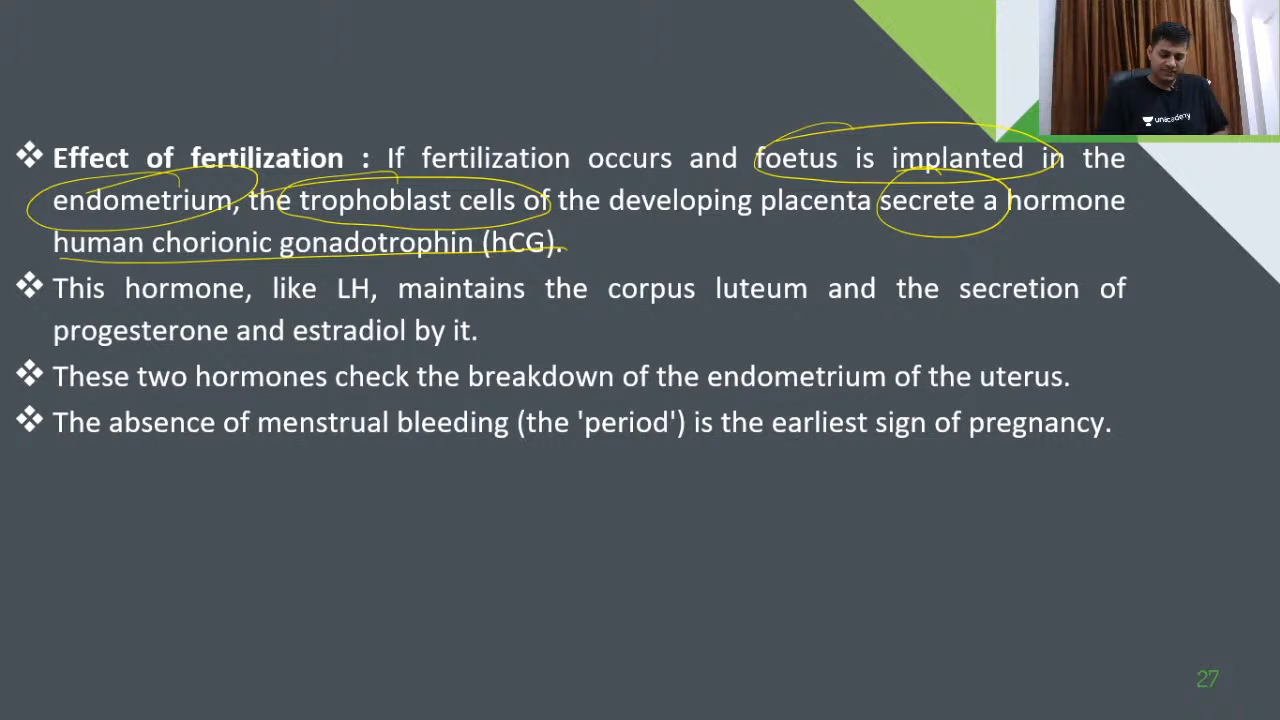 ❖ Effect of fertilization : If fertilization occurs and foetus is implanted in the
endometrium, the trophoblast cells of the developing placenta secrete a hormone
human chorionic gonadotrophin (hCG).
❖ This hormone, like LH, maintains the corpus luteum and the secretion of
progesterone and estradiol by it.
❖ These two hormones check the breakdown of the endometrium of the uterus.
❖ The absence of menstrual bleeding (the 'period') is the earliest sign of pregnancy.
unacademy
27